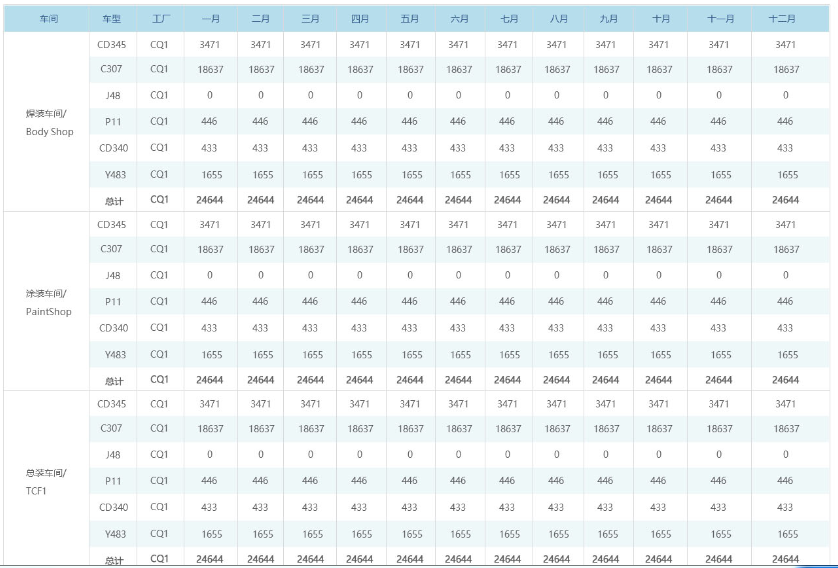 车间 车型 工厂 一月 二月 三月 四月 五月 六月 七月 八月 九月 十月 十一月 十二月
焊装车间/
Body Shop
CD345 CQ1 3471 3471 3471 3471 3471 3471 3471 3471 3471 3471 3471 3471
C307 CQ1 18637 18637 18637 18637 18637 18637 18637 18637 18637 18637 18637 18637
J48 CQ1 0 0 0 0 0 0 0 0 0 0 0 0
P11 CQ1 446 446 446 446 446 446 446 446 446 446 446 446
CD340 CQ1 433 433 433 433 433 433 433 433 433 433 433 433
Y483 CQ1 1655 1655 1655 1655 1655 1655 1655 1655 1655 1655 1655 1655
总计 CQ1 24644 24644 24644 24644 24644 24644 24644 24644 24644 24644 24644 24644
涂装车间/
PaintShop
CD345 CQ1 3471 3471 3471 3471 3471 3471 3471 3471 3471 3471 3471 3471
C307 CQ1 18637 18637 18637 18637 18637 18637 18637 18637 18637 18637 18637 18637
J48 CQ1 0 0 0 0 0 0 0 0 0 0 0 0
P11 CQ1 446 446 446 446 446 446 446 446 446 446 446 446
CD340 CQ1 433 433 433 433 433 433 433 433 433 433 433 433
Y483 CQ1 1655 1655 1655 1655 1655 1655 1655 1655 1655 1655 1655 1655
总计 CQ1 24644 24644 24644 24644 24644 24644 24644 24644 24644 24644 24644 24644
总装车间/
TCF1
CD345 CQ1 3471 3471 3471 3471 3471 3471 3471 3471 3471 3471 3471 3471
C307 CQ1 18637 18637 18637 18637 18637 18637 18637 18637 18637 18637 18637 18637
J48 CQ1 0 0 0 0 0 0 0 0 0 0 0 0
P11 CQ1 446 446 446 446 446 446 446 446 446 446 446 446
CD340 CQ1 433 433 433 433 433 433 433 433 433 433 433 433
Y483 CQ1 1655 1655 1655 1655 1655 1655 1655 1655 1655 1655 1655 1655
总计 CQ1 24644 24644 24644 24644 24644 24644 24644 24644 24644 24644 24644 24644